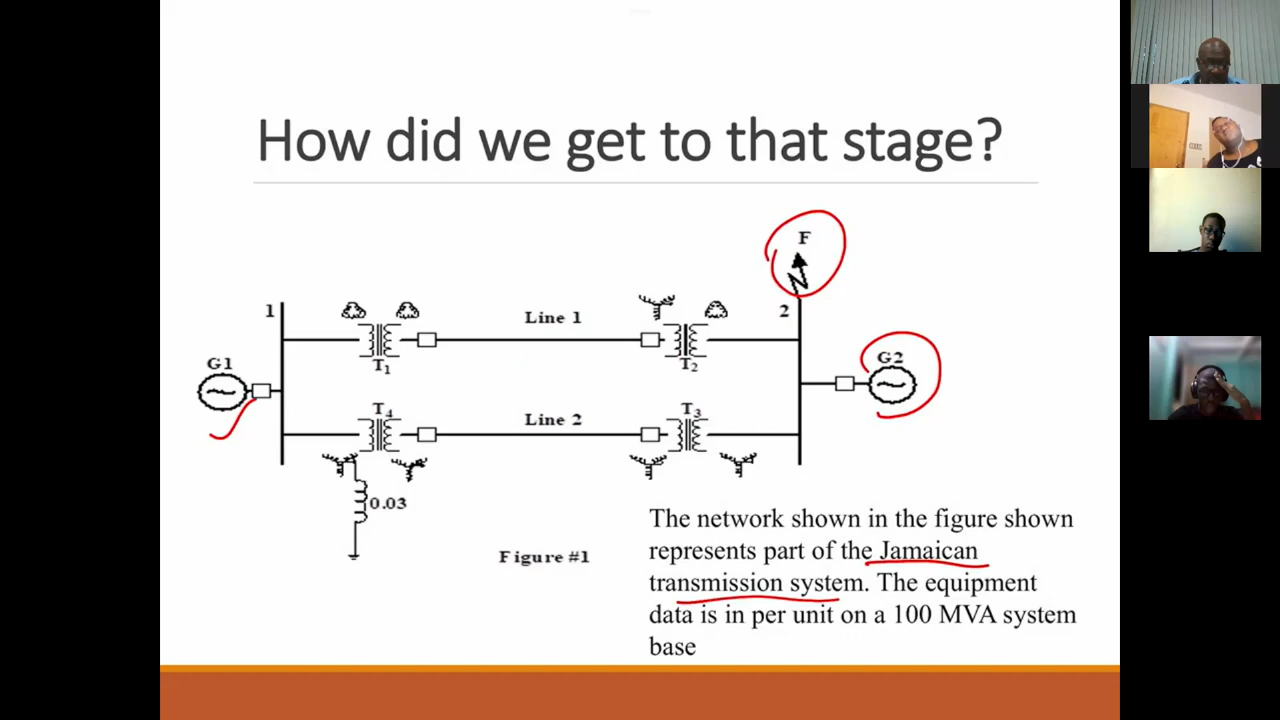 How did we get to that stage?
F
1
Line 1
2
T1
T2
G1
G2
T4
Line 2
T3
0.03
Figure #1
The network shown in the figure shown
represents part of the Jamaican
transmission system. The equipment
data is in per unit on a 100 MVA system
base